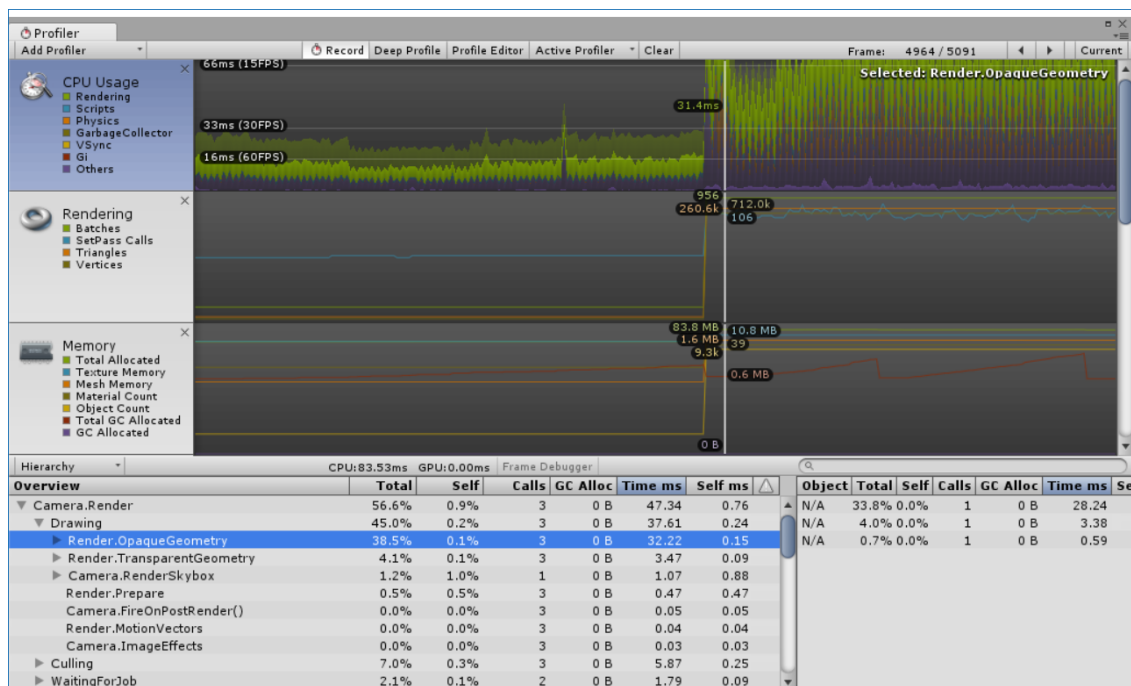 Profiler
Add Profiler Record Deep Profile Profile Editor Active Profiler Clear Frame: 4964 / 5091 Current
CPU Usage
Rendering
Scripts
Physics
GarbageCollector
VSync
Gi
Others
66ms (15FPS)
33ms (30FPS)
16ms (60FPS)
31.4ms
Selected: Render.OpaqueGeometry
Rendering
Batches
SetPass Calls
Triangles
Vertices
956
260.6k 712.0k
106
Memory
Total Allocated
Texture Memory
Mesh Memory
Material Count
Object Count
Total GC Allocated
GC Allocated
83.8 MB 10.8 MB
1.6 MB 39
9.3k
0.6 MB
0 B
Hierarchy CPU:83.53ms GPU:0.00ms Frame Debugger
Overview Total Self Calls GC Alloc Time ms Self ms Object Total Self Calls GC Alloc Time ms Se
Camera.Render 56.6% 0.9% 3 0 B 47.34 0.76 N/A 33.8% 0.0% 1 0 B 28.24
Drawing 45.0% 0.2% 3 0 B 37.61 0.24 N/A 4.0% 0.0% 1 0 B 3.38
Render.OpaqueGeometry 38.5% 0.1% 3 0 B 32.22 0.15 N/A 0.7% 0.0% 1 0 B 0.59
Render.TransparentGeometry 4.1% 0.1% 3 0 B 3.47 0.09
Camera.RenderSkybox 1.2% 1.0% 1 0 B 1.07 0.88
Render.Prepare 0.5% 0.5% 3 0 B 0.47 0.47
Camera.FireOnPostRender() 0.0% 0.0% 3 0 B 0.05 0.05
Render.MotionVectors 0.0% 0.0% 3 0 B 0.04 0.04
Camera.ImageEffects 0.0% 0.0% 3 0 B 0.03 0.03
Culling 7.0% 0.3% 3 0 B 5.87 0.25
WaitingForJob 2.1% 0.1% 2 0 B 1.79 0.09